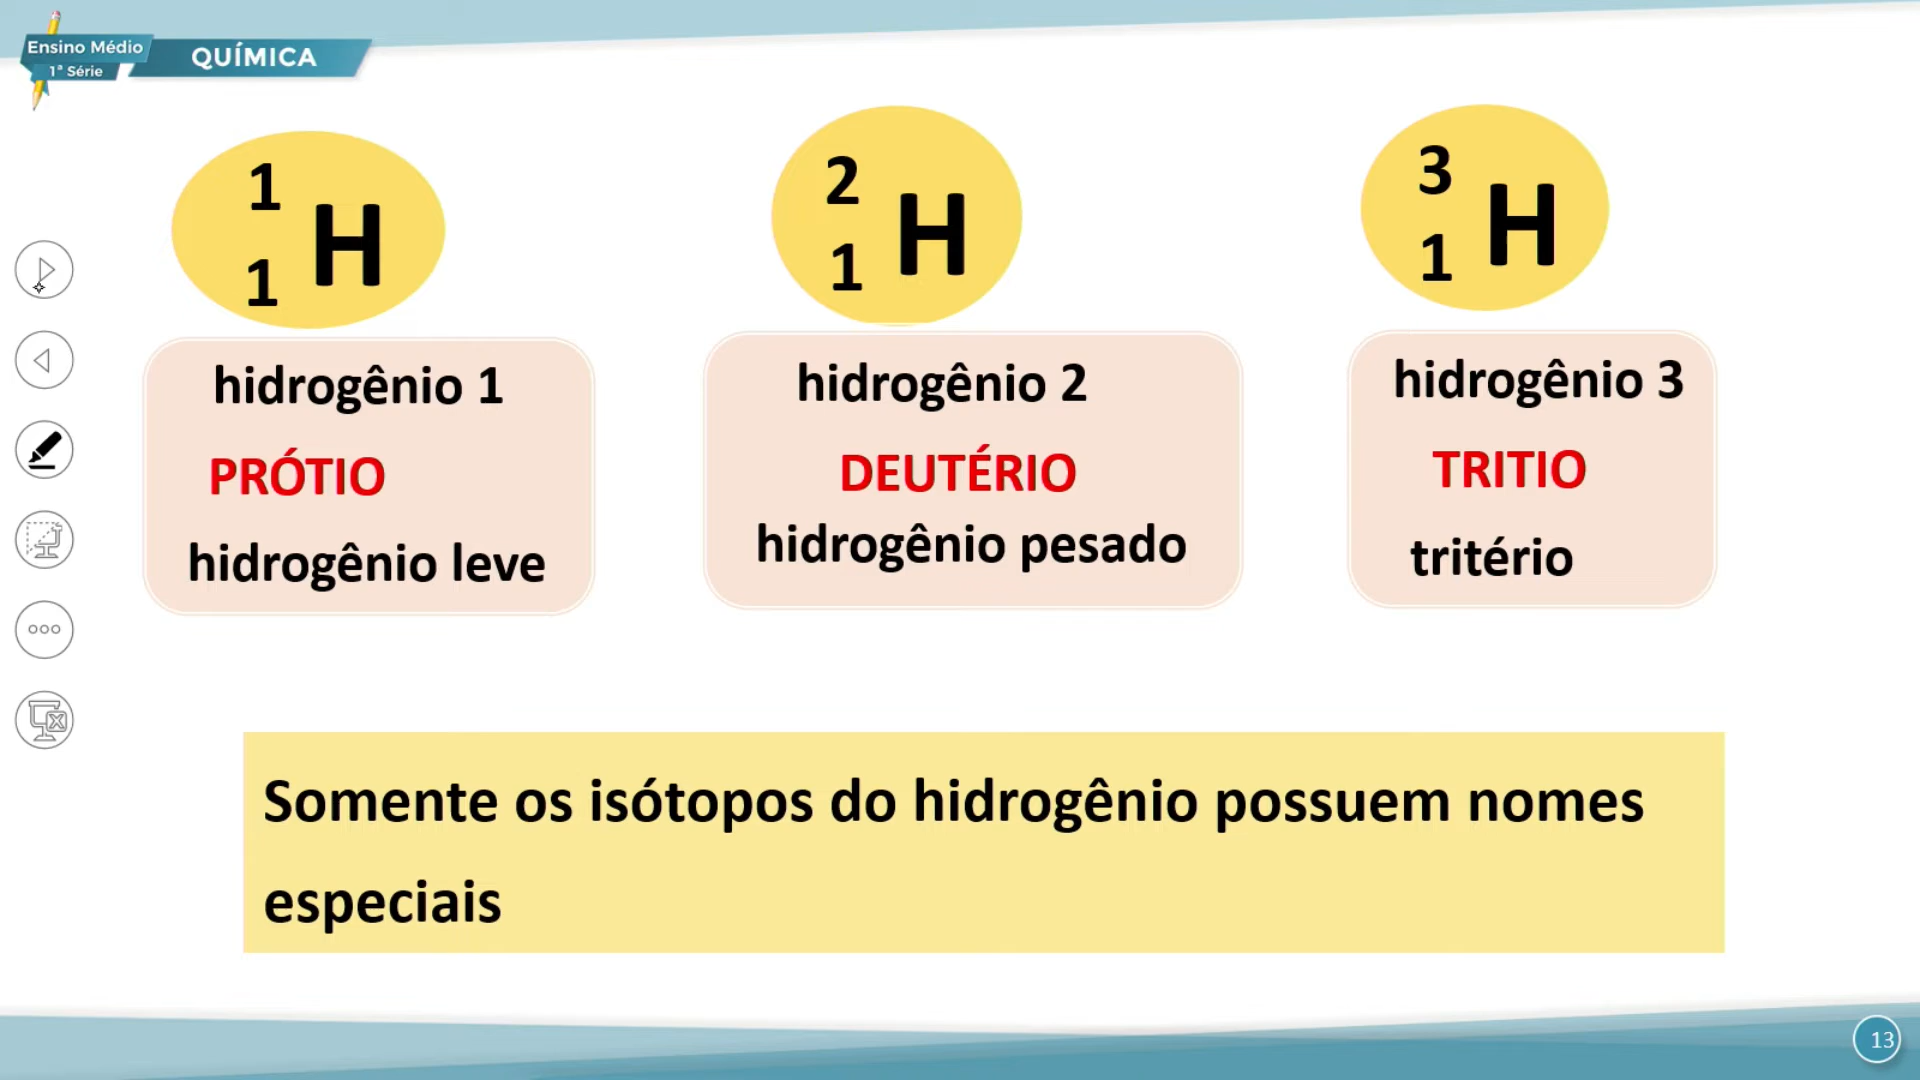 Ensino Médio
1ª Série
QUÍMICA
1
1 H
2
1 H
3
1 H
hidrogênio 1
PRÓTIO
hidrogênio leve
hidrogênio 2
DEUTÉRIO
hidrogênio pesado
hidrogênio 3
TRITIO
tritério
Somente os isótopos do hidrogênio possuem nomes
especiais
13